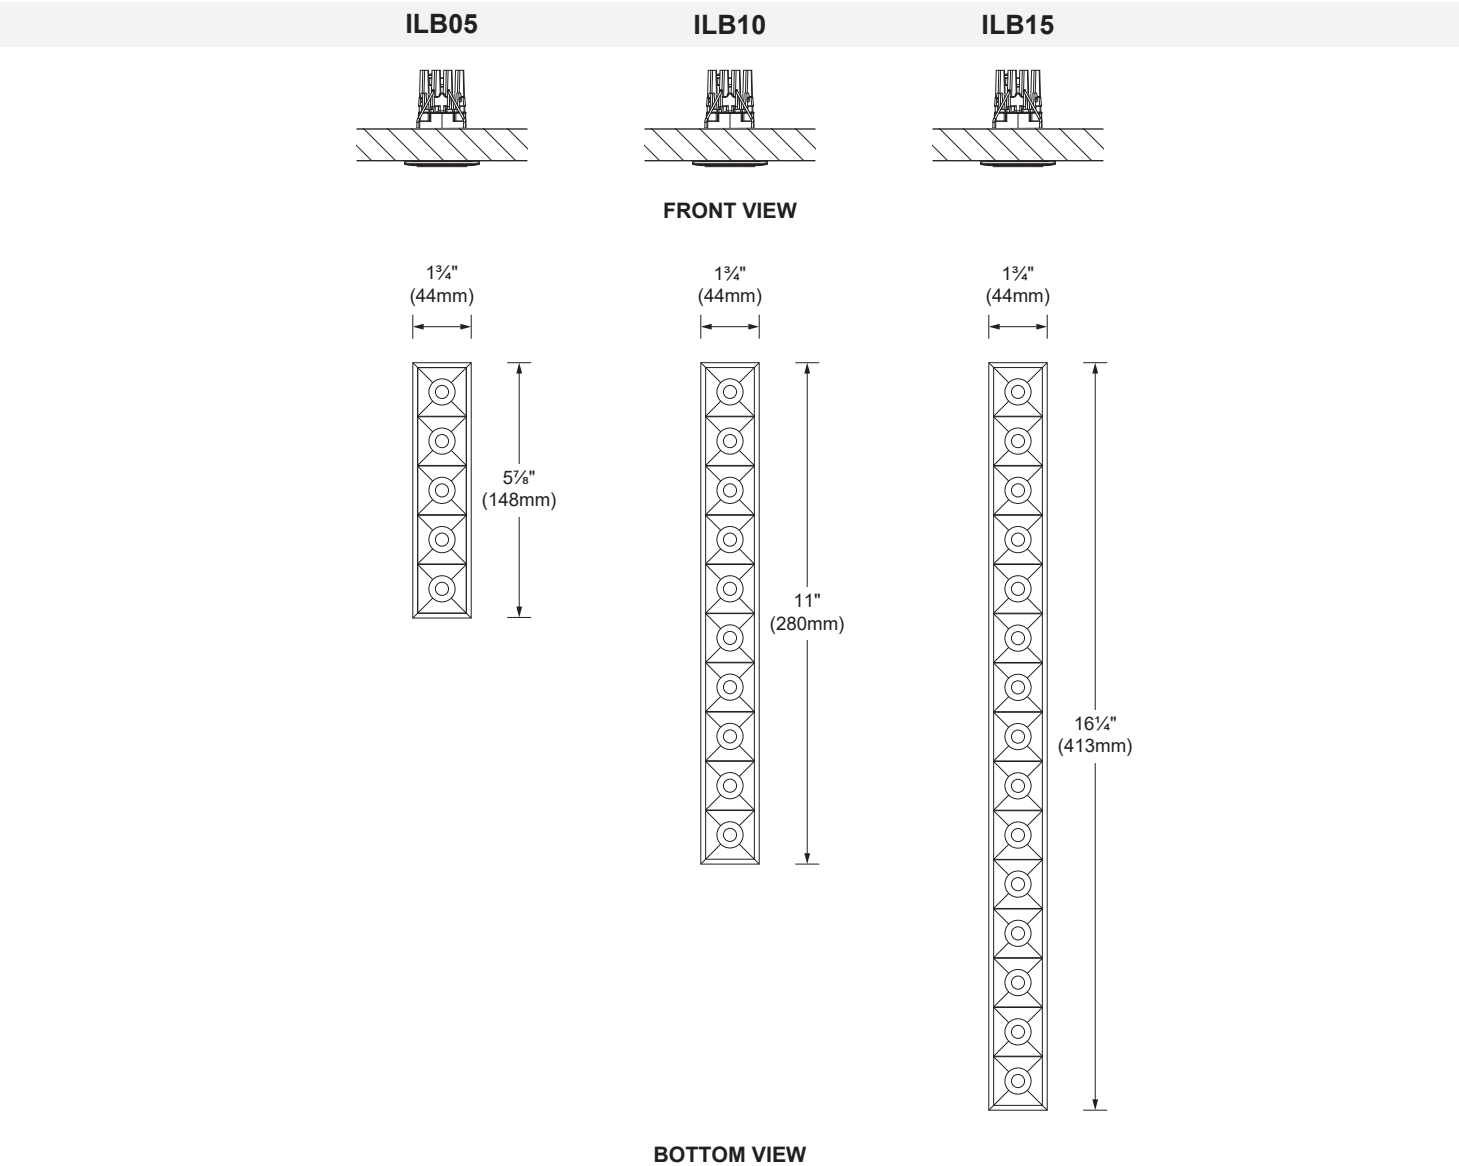 ILB05 ILB10 ILB15
FRONT VIEW
1¾" 1¾" 1¾"
(44mm) (44mm) (44mm)
5⅞"
(148mm)
11"
(280mm)
16¼"
(413mm)
BOTTOM VIEW